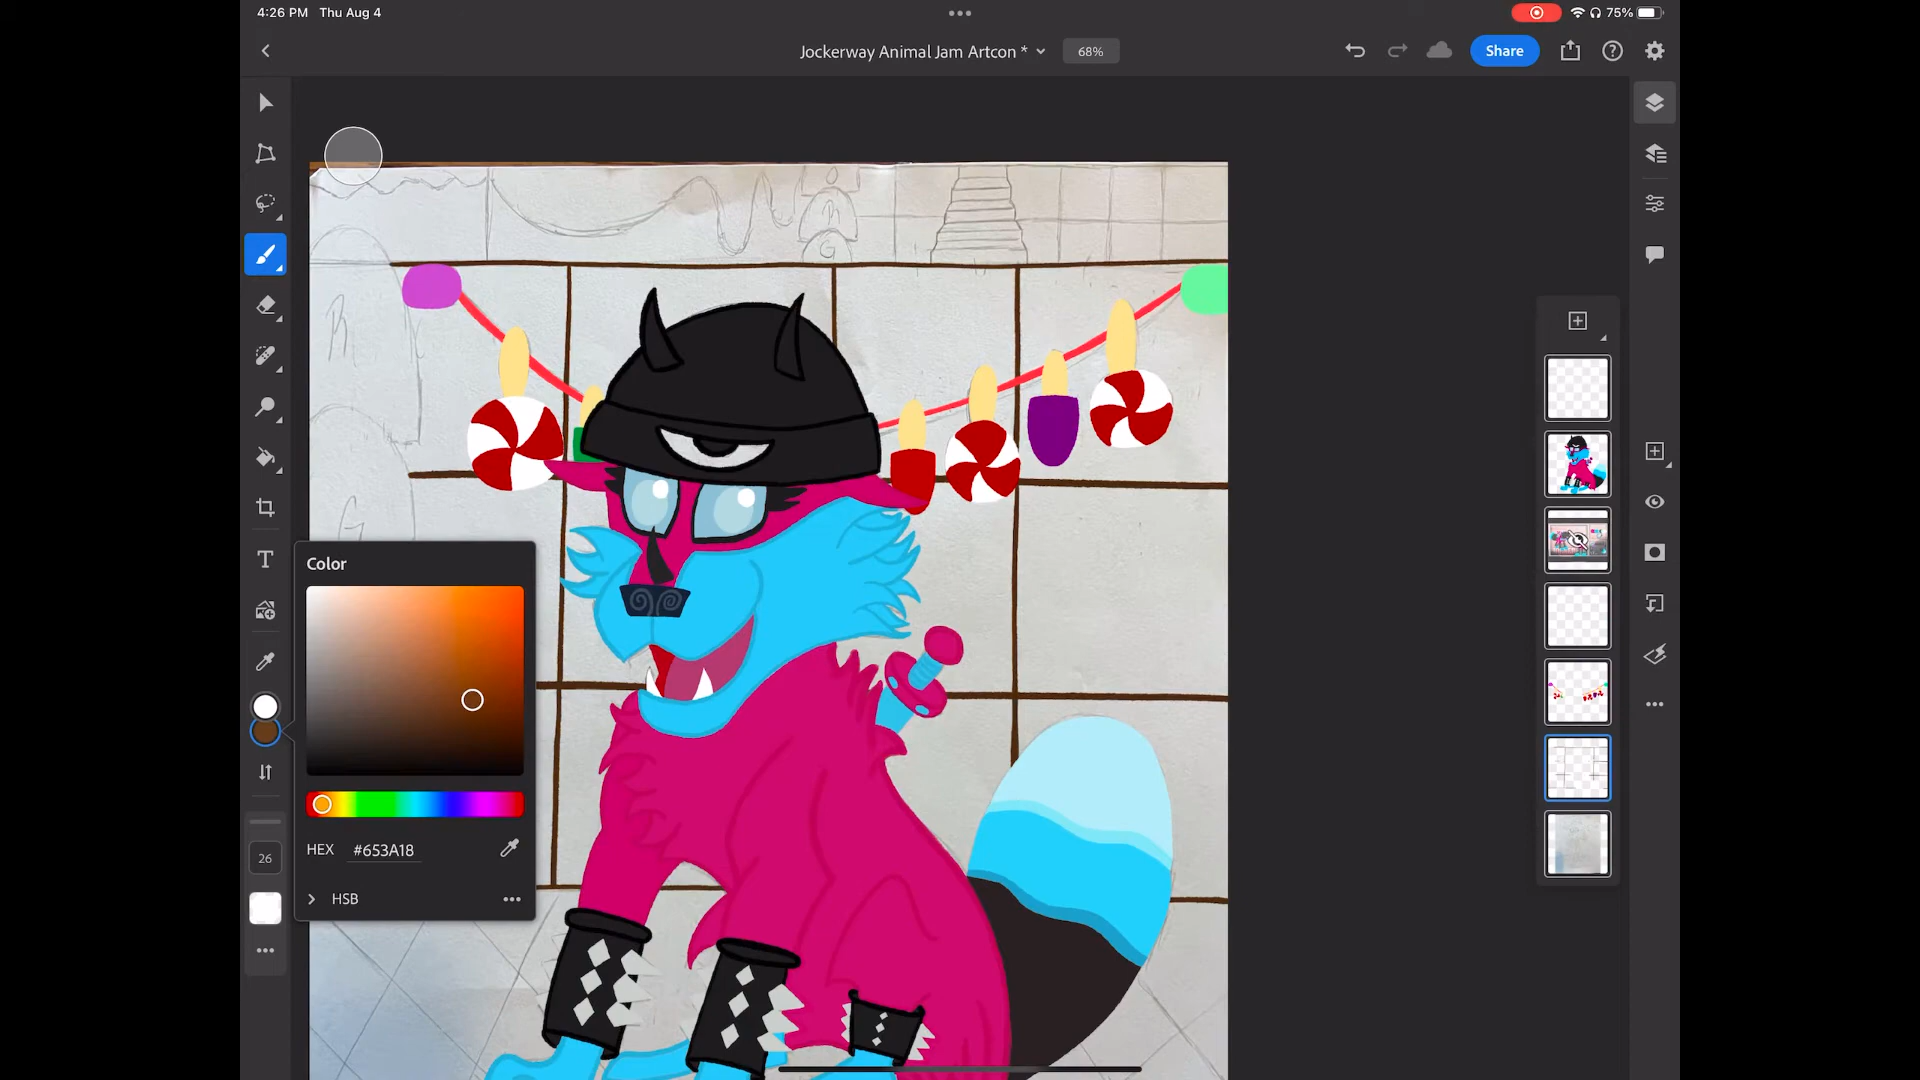 4:26 PM Thu Aug 4
75%
Jockerway Animal Jam Artcon *
68%
Share
R
G
R
G
T
Color
HEX #653A18
26
HSB